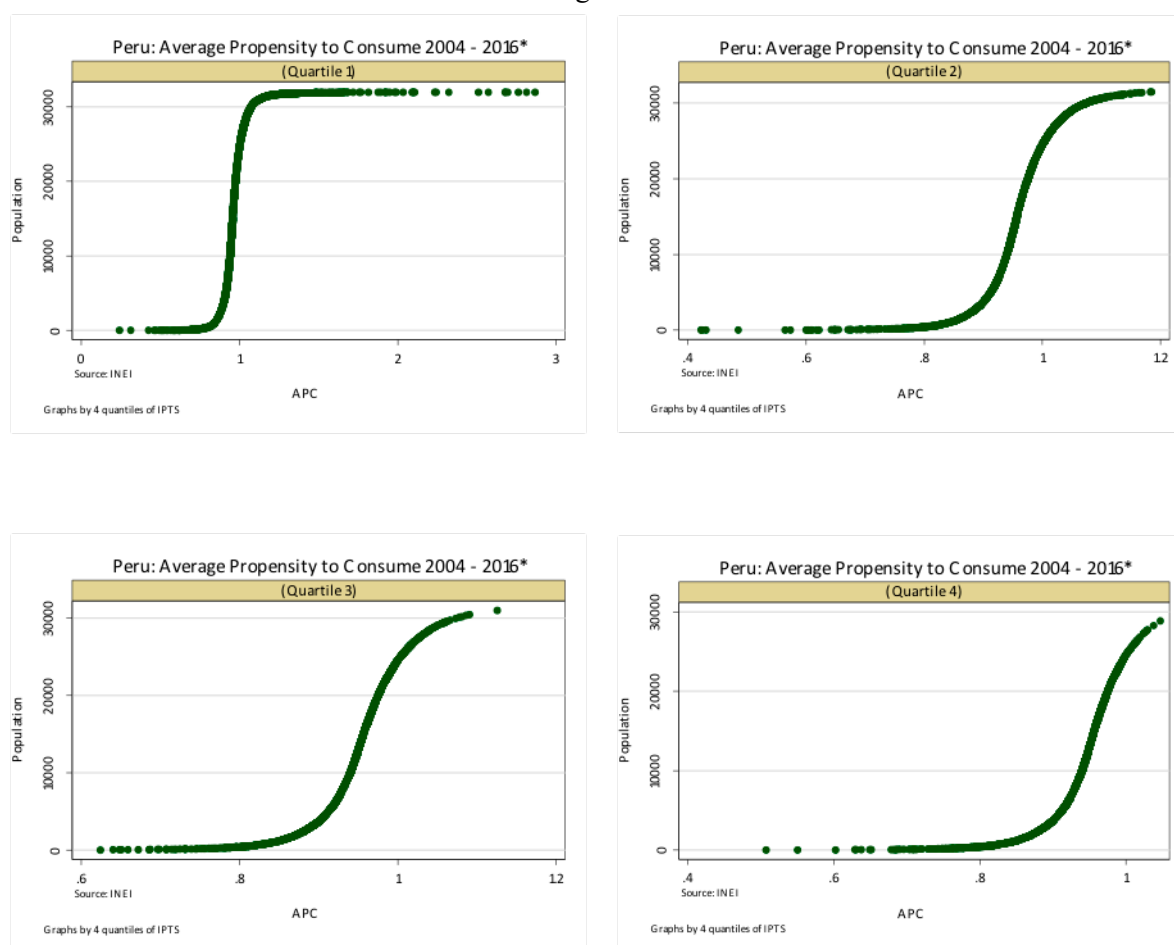 Peru: Average Propensity to Consume 2004 - 2016*
(Quartile 1)
Population
30000
20000
10000
0
0 1 2 3
Source: INEI
APC
Graphs by 4 quantiles of IPTS
Peru: Average Propensity to Consume 2004 - 2016*
(Quartile 2)
Population
30000
20000
10000
0
.4 .6 .8 1 1.2
Source: INEI
APC
Graphs by 4 quantiles of IPTS
Peru: Average Propensity to Consume 2004 - 2016*
(Quartile 3)
Population
30000
20000
10000
0
.6 .8 1 1.2
Source: INEI
APC
Graphs by 4 quantiles of IPTS
Peru: Average Propensity to Consume 2004 - 2016*
(Quartile 4)
Population
30000
20000
10000
0
.4 .6 .8 1
Source: INEI
APC
Graphs by 4 quantiles of IPTS